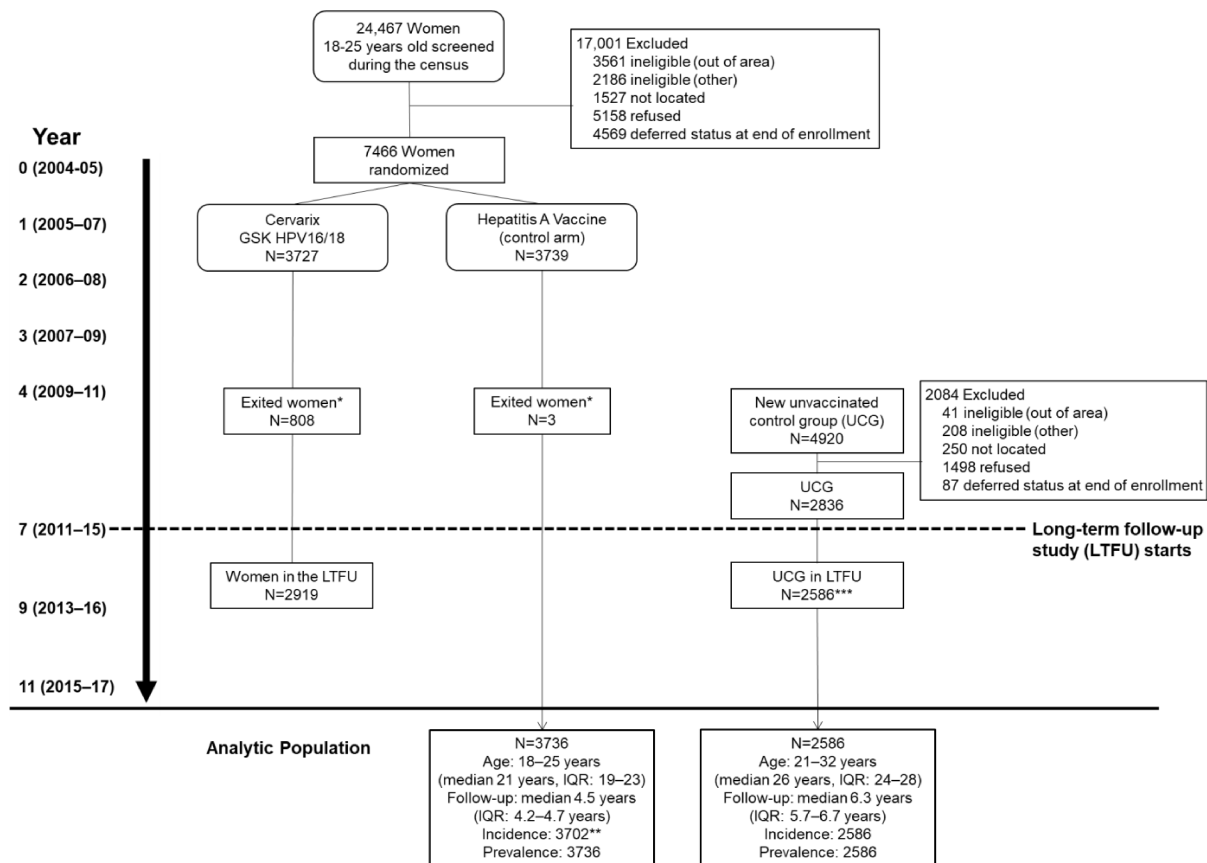 24,467 Women
18-25 years old screened
during the census
17,001 Excluded
3561 ineligible (out of area)
2186 ineligible (other)
1527 not located
5158 refused
4569 deferred status at end of enrollment
Year
7466 Women
randomized
0 (2004-05)
1 (2005–07)
Cervarix
GSK HPV16/18
N=3727
Hepatitis A Vaccine
(control arm)
N=3739
2 (2006–08)
3 (2007–09)
4 (2009–11)
Exited women*
N=808
Exited women*
N=3
New unvaccinated
control group (UCG)
N=4920
2084 Excluded
41 ineligible (out of area)
208 ineligible (other)
250 not located
1498 refused
87 deferred status at end of enrollment
UCG
N=2836
7 (2011–15)
Long-term follow-up
study (LTFU) starts
Women in the LTFU
N=2919
UCG in LTFU
N=2586***
9 (2013–16)
11 (2015–17)
Analytic Population
N=3736
Age: 18–25 years
(median 21 years, IQR: 19–23)
Follow-up: median 4.5 years
(IQR: 4.2–4.7 years)
Incidence: 3702**
Prevalence: 3736
N=2586
Age: 21–32 years
(median 26 years, IQR: 24–28)
Follow-up: median 6.3 years
(IQR: 5.7–6.7 years)
Incidence: 2586
Prevalence: 2586